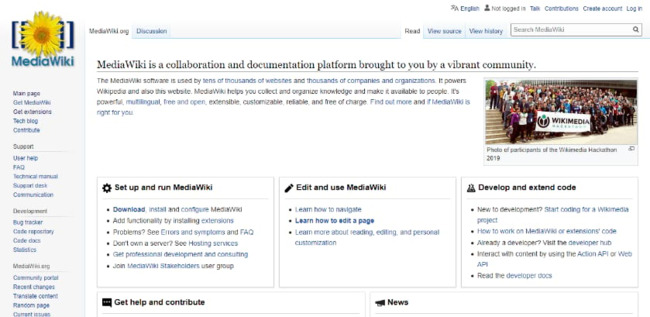 English Not logged in Talk Contributions Create account Log in
MediaWiki.org Discussion Read View source View history Search MediaWiki
MediaWiki
MediaWiki is a collaboration and documentation platform brought to you by a vibrant community.
The MediaWiki software is used by tens of thousands of websites and thousands of companies and organizations. It powers
Wikipedia and also this website. MediaWiki helps you collect and organize knowledge and make it available to people. It's
powerful, multilingual, free and open, extensible, customizable, reliable, and free of charge. Find out more and if MediaWiki is
right for you.
WIKIMEDIA
Photo of participants of the Wikimedia Hackathon
2019
Main page
Get MediaWiki
Get extensions
Tech blog
Contribute
Support
User help
FAQ
Technical manual
Support desk
Communication
Development
Bug tracker
Code repository
Code docs
Statistics
MediaWiki.org
Community portal
Recent changes
Translate content
Random page
Current issues
Set up and run MediaWiki
Download, install and configure MediaWiki
Add functionality by installing extensions
Problems? See Errors and symptoms and FAQ
Don't own a server? See Hosting services
Get professional development and consulting
Join MediaWiki Stakeholders user group
Edit and use MediaWiki
Learn how to navigate
Learn how to edit a page
Learn more about reading, editing, and personal
customization
Develop and extend code
New to development? Start coding for a Wikimedia
project
How to work on MediaWiki or extensions' code
Already a developer? Visit the developer hub
Interact with content by using the Action API or Web
API
Read the developer docs
Get help and contribute
News